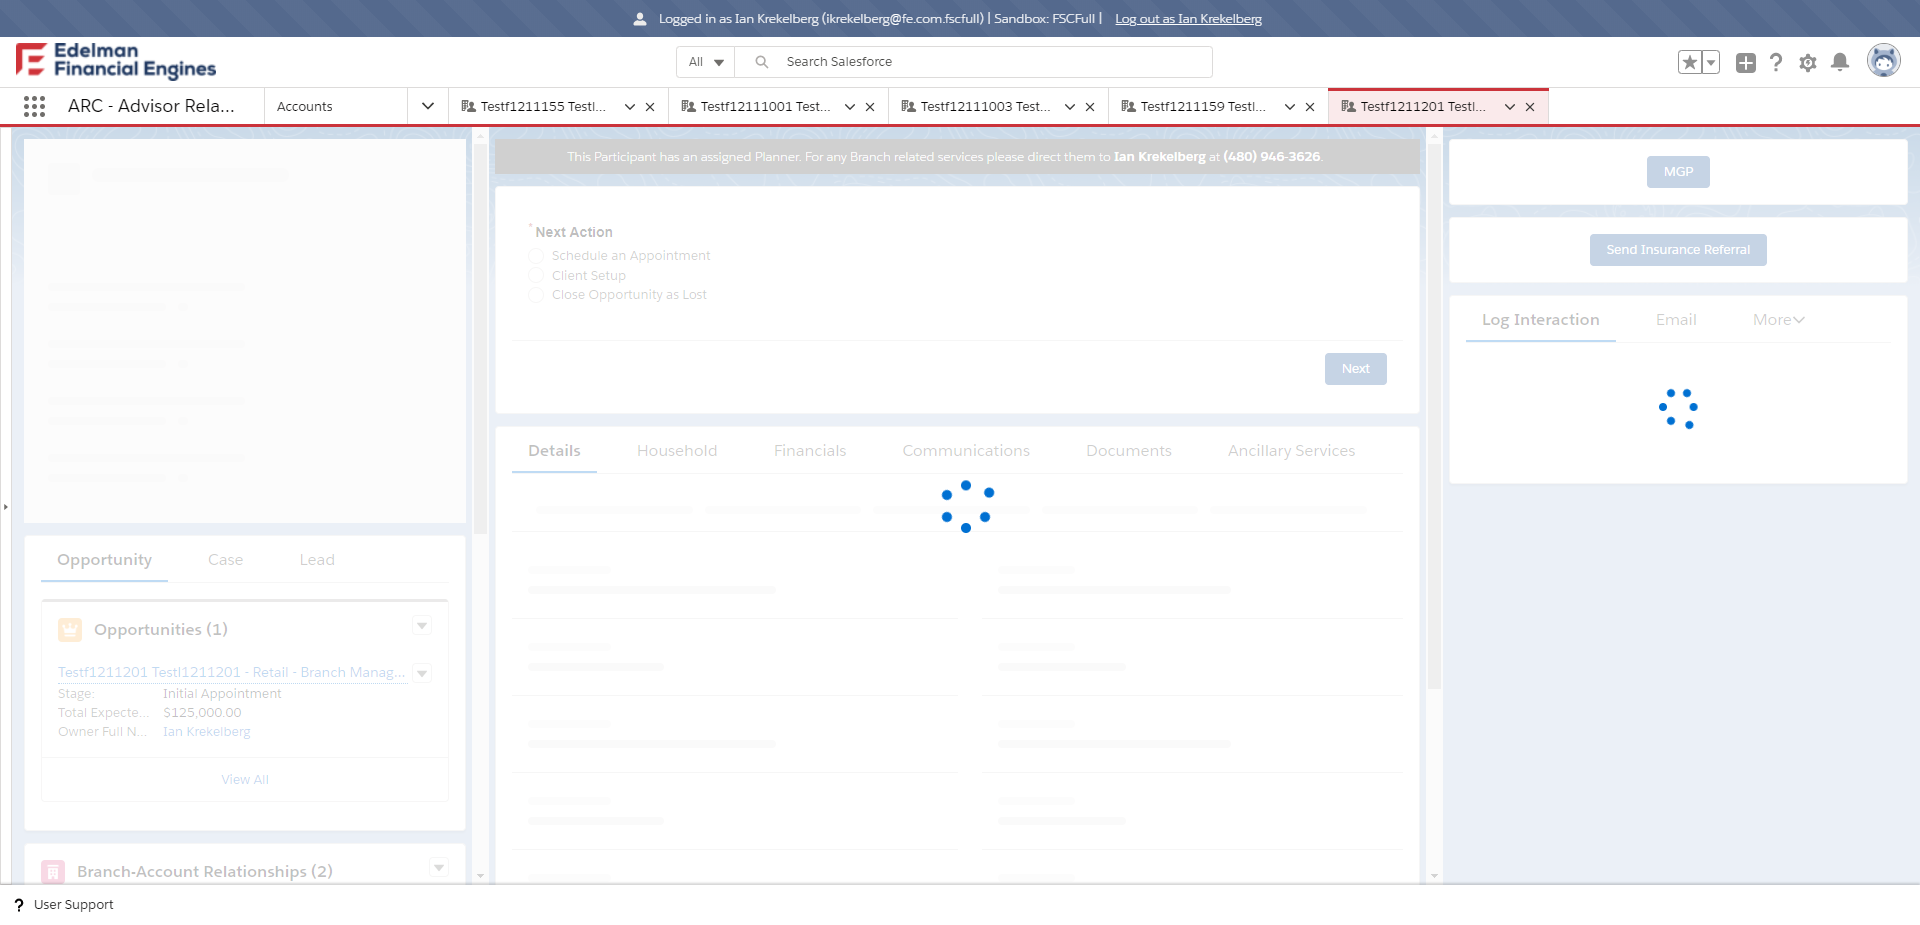 Logged in as Ian Krekelberg (ikrekelberg@fe.com.fscfull) | Sandbox: FSCFull | Log out as Ian Krekelberg
Edelman
Financial Engines
All
Search Salesforce
ARC - Advisor Rela...
Accounts
Testf1211155 Testl...
Testf12111001 Test...
Testf12111003 Test...
Testf1211159 Testl...
Testf1211201 Testl...
This Participant has an assigned Planner. For any Branch related services please direct them to Ian Krekelberg at (480) 946-3626.
* Next Action
Schedule an Appointment
Client Setup
Close Opportunity as Lost
Next
Details
Household
Financials
Communications
Documents
Ancillary Services
Opportunity
Case
Lead
Opportunities (1)
Testf1211201 Testl1211201 - Retail - Branch Manag...
Stage: Initial Appointment
Total Expecte... $125,000.00
Owner Full N... Ian Krekelberg
View All
Branch-Account Relationships (2)
MGP
Send Insurance Referral
Log Interaction
Email
More
? User Support